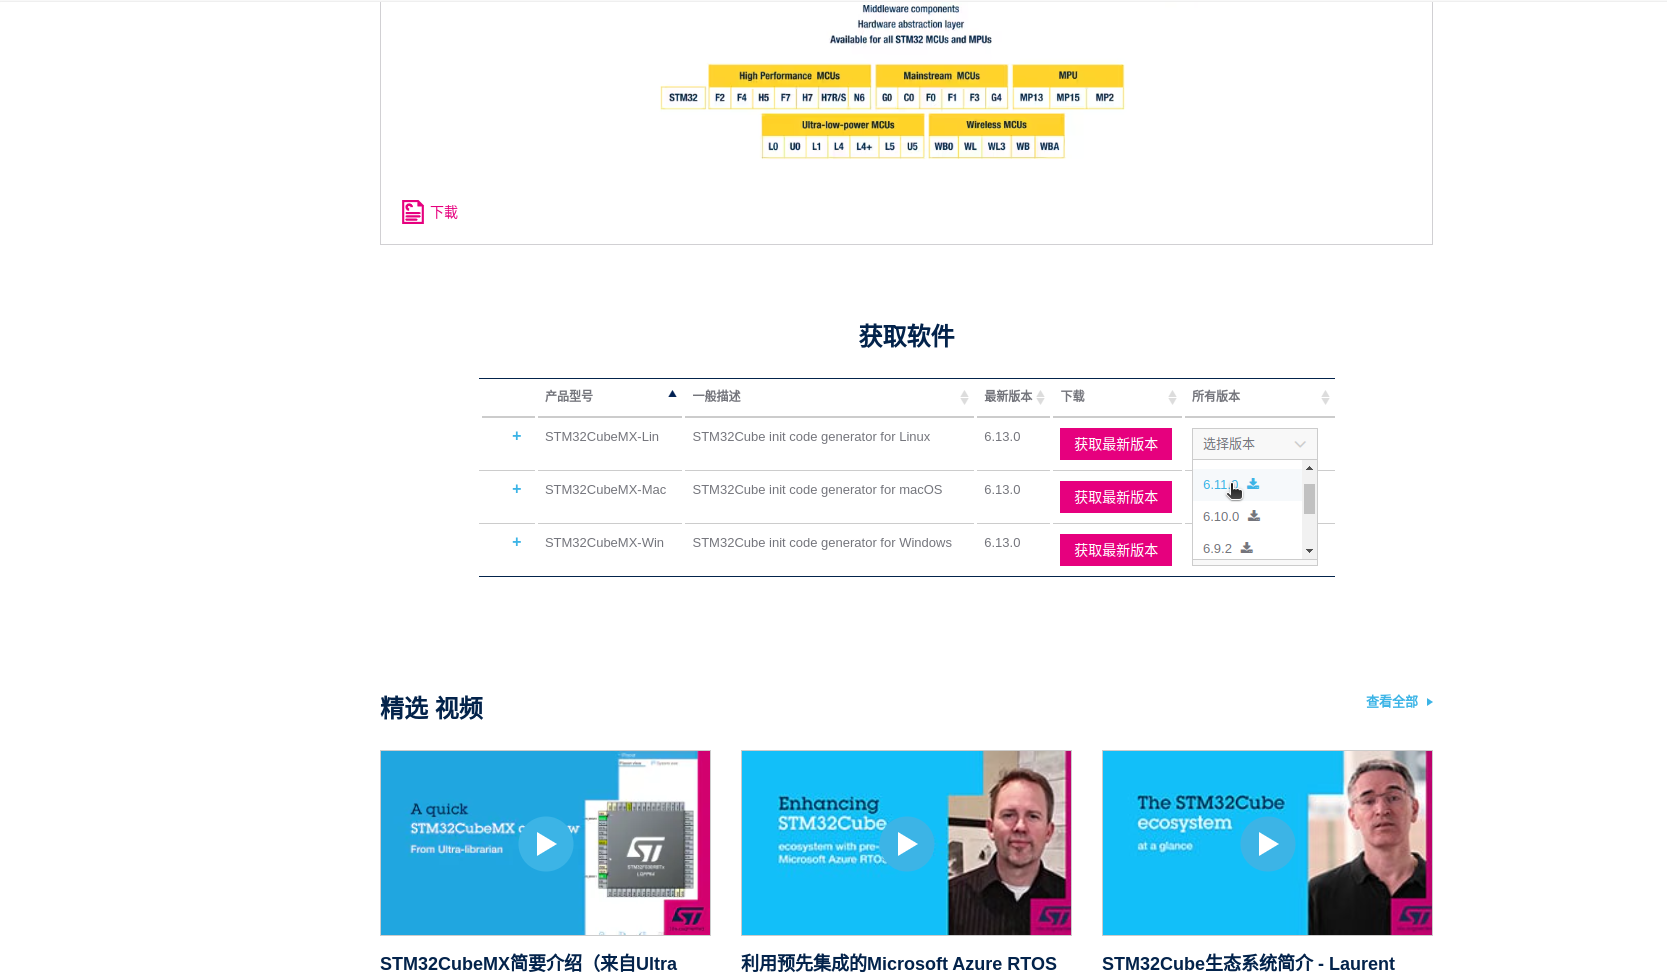 Middleware components
Hardware abstraction layer
Available for all STM32 MCUs and MPUs
High Performance MCUs Mainstream MCUs MPU
STM32 F2 F4 H5 F7 H7 H7R/S N6 G0 C0 F0 F1 F3 G4 MP13 MP15 MP2
Ultra-low-power MCUs Wireless MCUs
L0 U0 L1 L4 L4+ L5 U5 WB0 WL WL3 WB WBA
下載
获取软件
产品型号 一般描述 最新版本 下载 所有版本
+ STM32CubeMX-Lin STM32Cube init code generator for Linux 6.13.0 获取最新版本 选择版本
6.11.0
+ STM32CubeMX-Mac STM32Cube init code generator for macOS 6.13.0 获取最新版本
6.10.0
+ STM32CubeMX-Win STM32Cube init code generator for Windows 6.13.0 获取最新版本
6.9.2
精选 视频
查看全部
A quick
STM32CubeMX
From Ultra-librarian
ST
Enhancing
STM32Cube
ecosystem with pre-
Microsoft Azure RTOS
ST
The STM32Cube
ecosystem
at a glance
ST
STM32CubeMX简要介绍（来自Ultra
利用预先集成的Microsoft Azure RTOS
STM32Cube生态系统简介 - Laurent